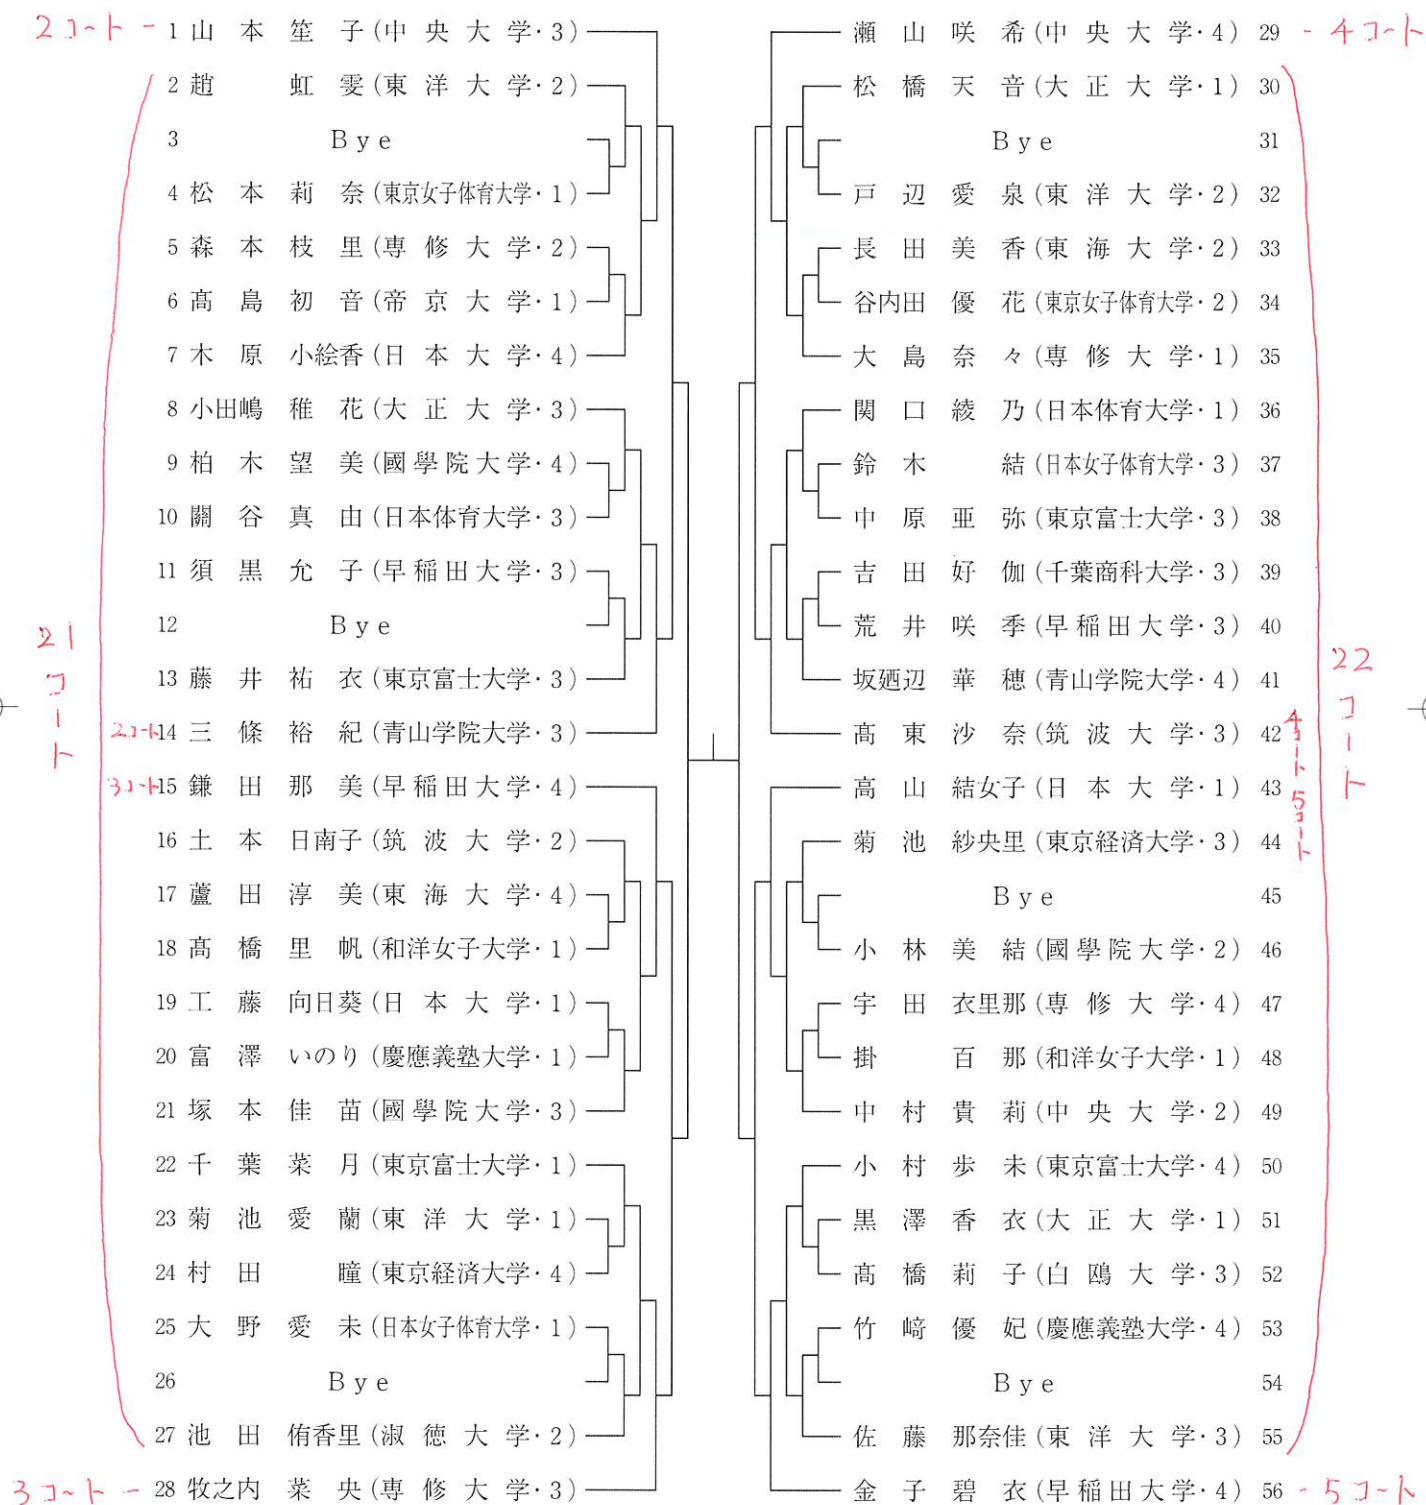 2コート - 1 山本笙子(中央大学・3)
2 趙虹雯(東洋大学・2)
3 Bye
4 松本莉奈(東京女子体育大学・1)
5 森本枝里(専修大学・2)
6 髙島初音(帝京大学・1)
7 木原小絵香(日本大学・4)
8 小田嶋稚花(大正大学・3)
9 柏木望美(國學院大学・4)
10 關谷真由(日本体育大学・3)
11 須黒允子(早稲田大学・3)
12 Bye
13 藤井祐衣(東京富士大学・3)
2コート 14 三條裕紀(青山学院大学・3)
3コート 15 鎌田那美(早稲田大学・4)
16 土本日南子(筑波大学・2)
17 蘆田淳美(東海大学・4)
18 髙橋里帆(和洋女子大学・1)
19 工藤向日葵(日本大学・1)
20 富澤いのり(慶應義塾大学・1)
21 塚本佳苗(國學院大学・3)
22 千葉菜月(東京富士大学・1)
23 菊池愛蘭(東洋大学・1)
24 村田瞳(東京経済大学・4)
25 大野愛未(日本女子体育大学・1)
26 Bye
27 池田侑香里(淑徳大学・2)
3コート - 28 牧之内菜央(専修大学・3)
21コート
瀬山咲希(中央大学・4) 29 - 4コート
松橋天音(大正大学・1) 30
Bye 31
戸辺愛泉(東洋大学・2) 32
長田美香(東海大学・2) 33
谷内田優花(東京女子体育大学・2) 34
大島奈々(専修大学・1) 35
関口綾乃(日本体育大学・1) 36
鈴木結(日本女子体育大学・3) 37
中原亜弥(東京富士大学・3) 38
吉田好伽(千葉商科大学・3) 39
荒井咲季(早稲田大学・3) 40
坂廼辺華穂(青山学院大学・4) 41
髙東沙奈(筑波大学・3) 42 4コート
高山結女子(日本大学・1) 43 5コート
菊池紗央里(東京経済大学・3) 44
Bye 45
小林美結(國學院大学・2) 46
宇田衣里那(専修大学・4) 47
掛百那(和洋女子大学・1) 48
中村貴莉(中央大学・2) 49
小村歩未(東京富士大学・4) 50
黒澤香衣(大正大学・1) 51
髙橋莉子(白鴎大学・3) 52
竹﨑優妃(慶應義塾大学・4) 53
Bye 54
佐藤那奈佳(東洋大学・3) 55
金子碧衣(早稲田大学・4) 56 - 5コート
22コート